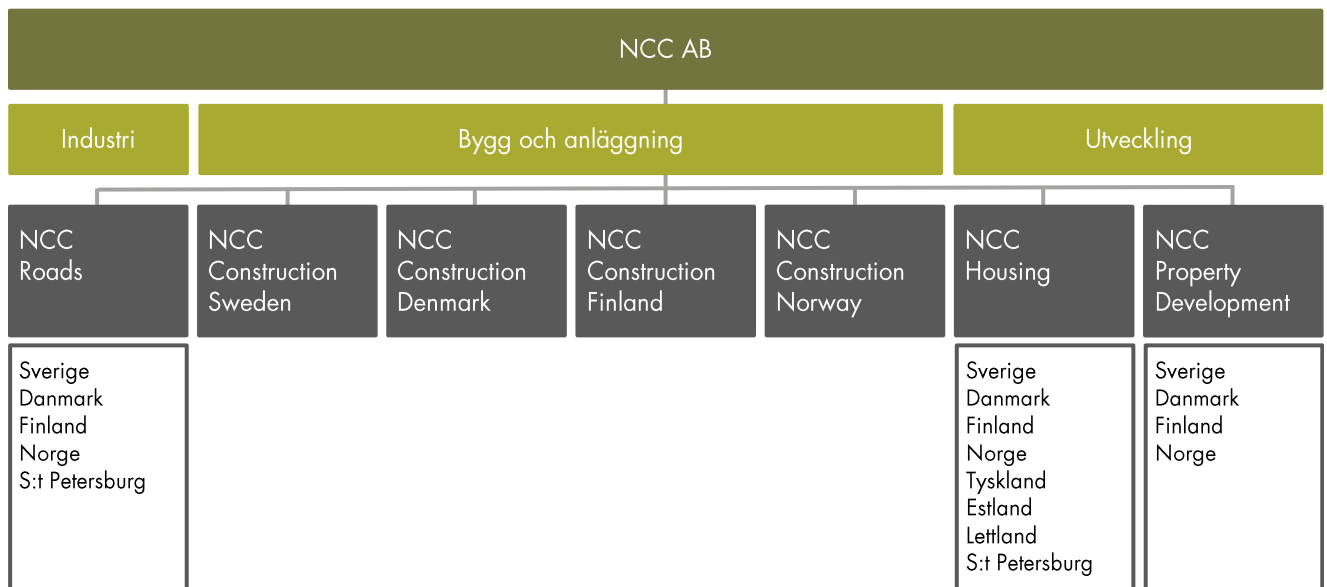 NCC AB
Industri
Bygg och anläggning
Utveckling
NCC
Roads
NCC
Construction
Sweden
NCC
Construction
Denmark
NCC
Construction
Finland
NCC
Construction
Norway
NCC
Housing
NCC
Property
Development
Sverige
Danmark
Finland
Norge
S:t Petersburg
Sverige
Danmark
Finland
Norge
Tyskland
Estland
Lettland
S:t Petersburg
Sverige
Danmark
Finland
Norge